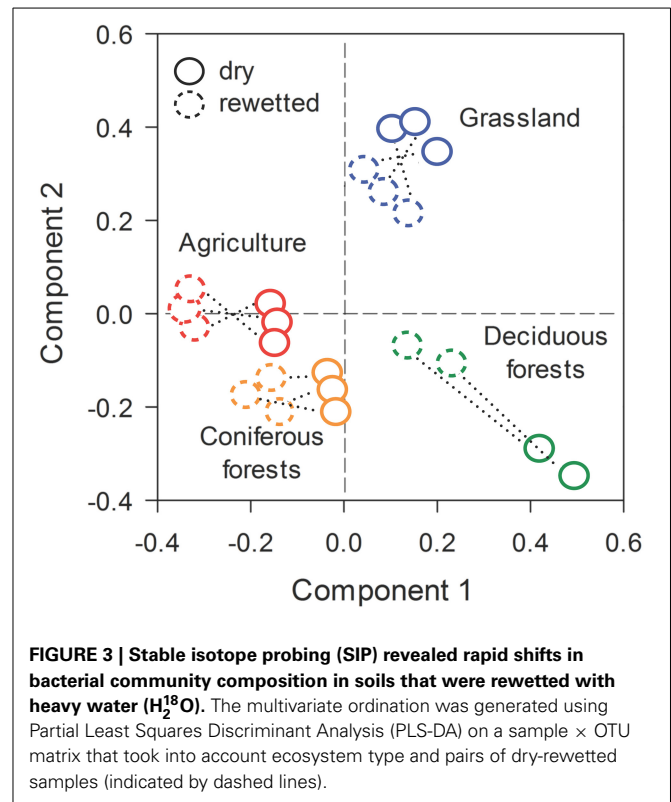 0.6
dry
rewetted
Grassland
0.4
0.2
Agriculture
0.0
Deciduous
forests
-0.2
Coniferous
forests
-0.4
-0.4 -0.2 0.0 0.2 0.4 0.6
Component 2
Component 1
FIGURE 3 | Stable isotope probing (SIP) revealed rapid shifts in
bacterial community composition in soils that were rewetted with
heavy water (H₂¹⁸O). The multivariate ordination was generated using
Partial Least Squares Discriminant Analysis (PLS-DA) on a sample × OTU
matrix that took into account ecosystem type and pairs of dry-rewetted
samples (indicated by dashed lines).